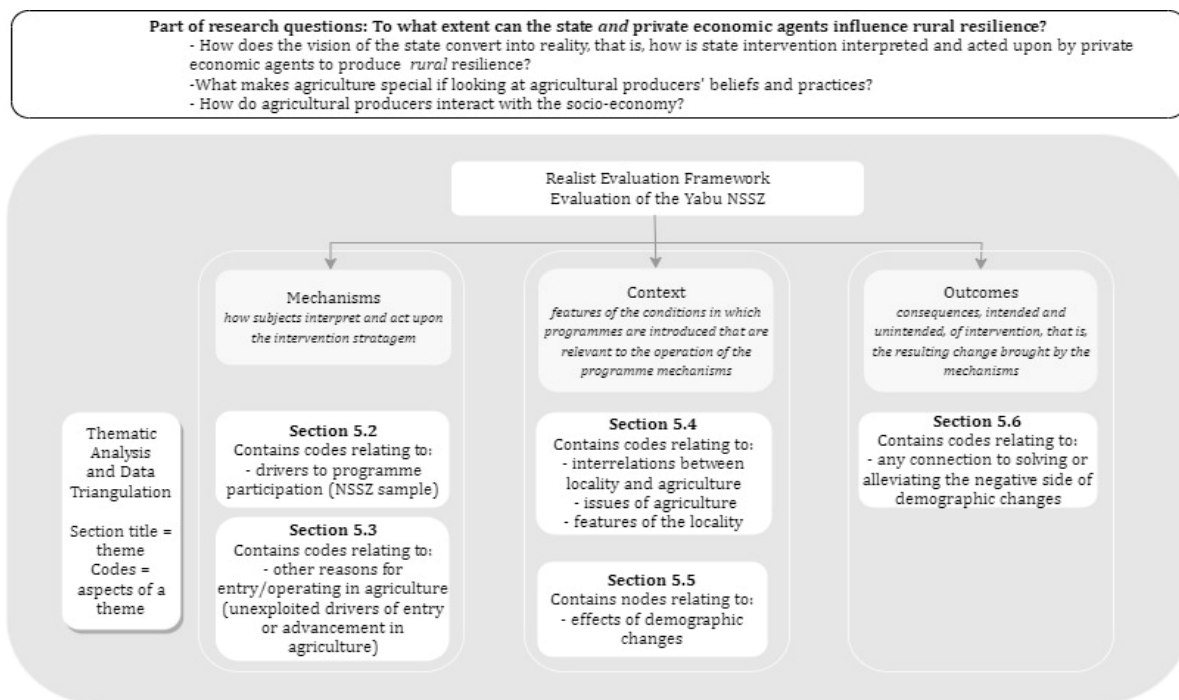 Part of research questions: To what extent can the state and private economic agents influence rural resilience?
- How does the vision of the state convert into reality, that is, how is state intervention interpreted and acted upon by private
economic agents to produce rural resilience?
-What makes agriculture special if looking at agricultural producers' beliefs and practices?
- How do agricultural producers interact with the socio-economy?
Realist Evaluation Framework
Evaluation of the Yabu NSSZ
Mechanisms
how subjects interpret and act upon
the intervention stratagem
Context
features of the conditions in which
programmes are introduced that are
relevant to the operation of the
programme mechanisms
Outcomes
consequences, intended and
unintended, of intervention, that is,
the resulting change brought by the
mechanisms
Thematic
Analysis
and Data
Triangulation
Section title =
theme
Codes =
aspects of a
theme
Section 5.2
Contains codes relating to:
- drivers to programme
participation (NSSZ sample)
Section 5.3
Contains codes relating to:
- other reasons for
entry/operating in agriculture
(unexploited drivers of entry
or advancement in
agriculture)
Section 5.4
Contains codes relating to:
- interrelations between
locality and agriculture
- issues of agriculture
- features of the locality
Section 5.5
Contains nodes relating to:
- effects of demographic
changes
Section 5.6
Contains codes relating to:
- any connection to solving or
alleviating the negative side
of demographic changes